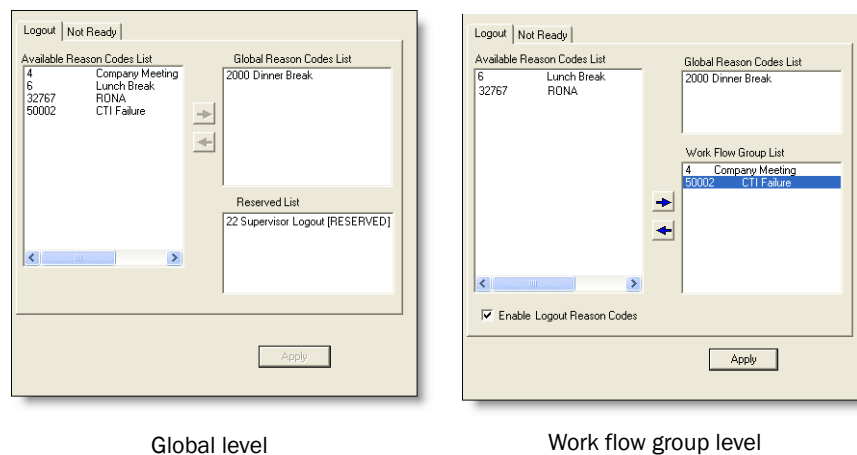 Logout Not Ready
Available Reason Codes List
4 Company Meeting
6 Lunch Break
32767 RONA
50002 CTI Failure
Global Reason Codes List
2000 Dinner Break
Reserved List
22 Supervisor Logout [RESERVED]
Apply
Global level
Logout Not Ready
Available Reason Codes List
6 Lunch Break
32767 RONA
Global Reason Codes List
2000 Dinner Break
Work Flow Group List
4 Company Meeting
50002 CTI Failure
Enable Logout Reason Codes
Apply
Work flow group level